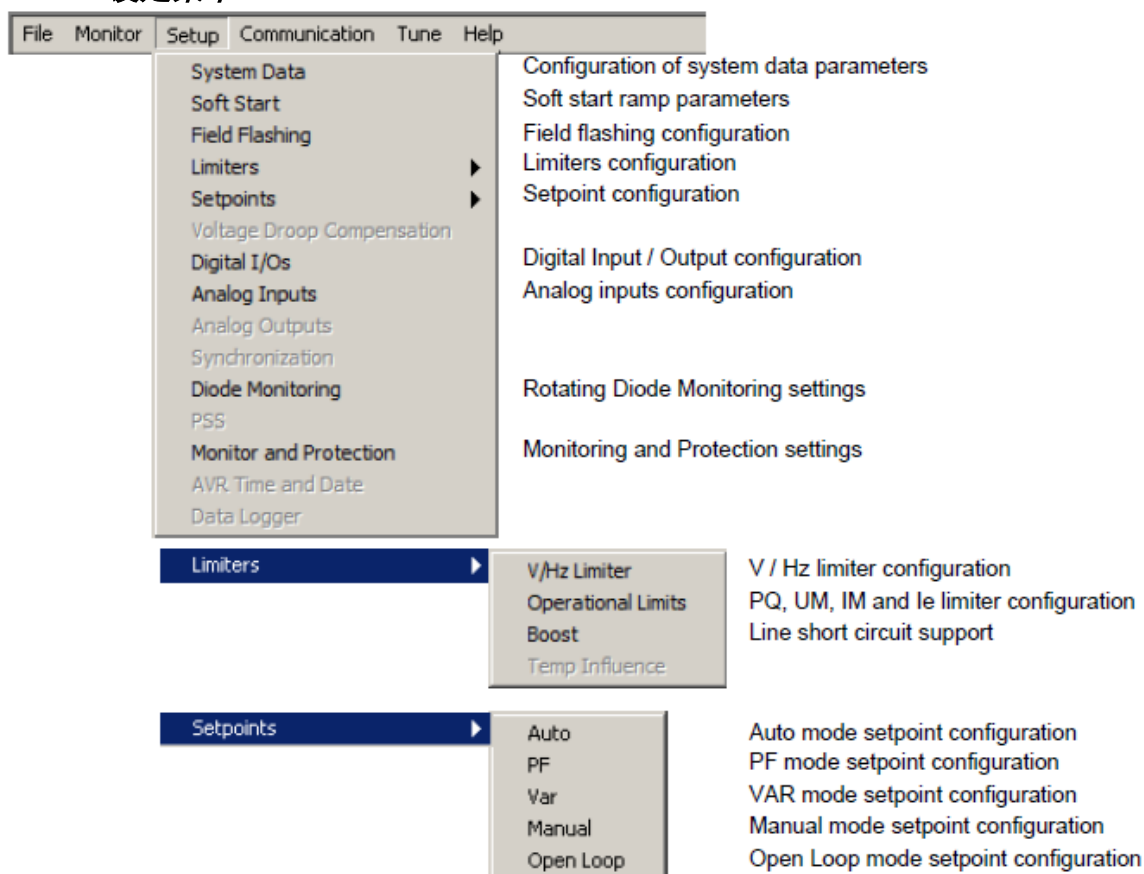 File Monitor Setup Communication Tune Help
System Data Configuration of system data parameters
Soft Start Soft start ramp parameters
Field Flashing Field flashing configuration
Limiters Limiters configuration
Setpoints Setpoint configuration
Voltage Droop Compensation
Digital I/Os Digital Input / Output configuration
Analog Inputs Analog inputs configuration
Analog Outputs
Synchronization
Diode Monitoring Rotating Diode Monitoring settings
PSS
Monitor and Protection Monitoring and Protection settings
AVR Time and Date
Data Logger
Limiters V/Hz Limiter V / Hz limiter configuration
Operational Limits PQ, UM, IM and Ie limiter configuration
Boost Line short circuit support
Temp Influence
Setpoints Auto Auto mode setpoint configuration
PF PF mode setpoint configuration
Var VAR mode setpoint configuration
Manual Manual mode setpoint configuration
Open Loop Open Loop mode setpoint configuration